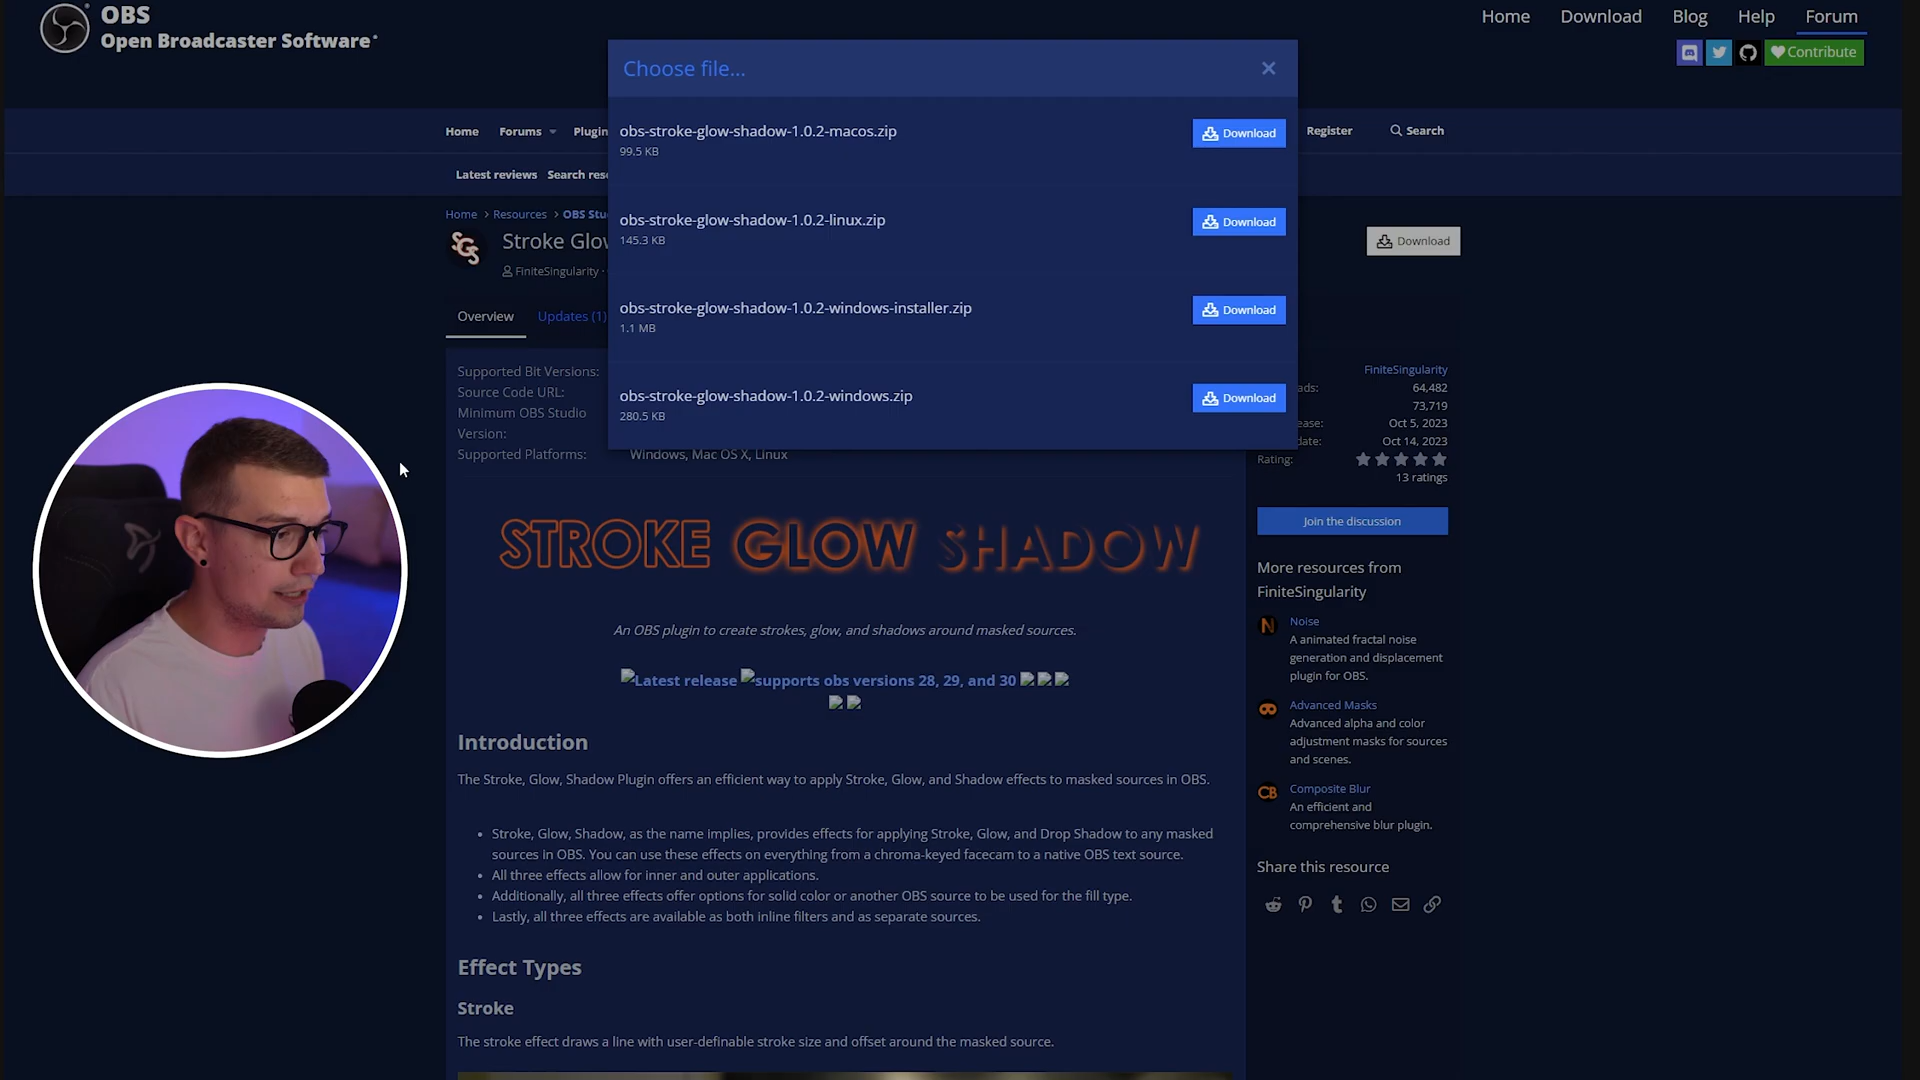 OBS
Open Broadcaster Software
Home
Download
Blog
Help
Forum
Contribute
Choose file...
obs-stroke-glow-shadow-1.0.2-macos.zip
99.5 KB
Download
obs-stroke-glow-shadow-1.0.2-linux.zip
145.3 KB
Download
obs-stroke-glow-shadow-1.0.2-windows-installer.zip
1.1 MB
Download
obs-stroke-glow-shadow-1.0.2-windows.zip
280.5 KB
Download
Home
Forums
Plugin
Register
Search
Latest reviews
Search res
Home > Resources > OBS Stu
Stroke Glo
FiniteSingularity
Download
Overview
Updates (1)
Supported Bit Versions:
Source Code URL:
Minimum OBS Studio
Version:
Supported Platforms:
Windows, Mac OS X, Linux
FiniteSingularity
ads: 64,482
73,719
ease: Oct 5, 2023
date: Oct 14, 2023
Rating:
13 ratings
Join the discussion
STROKE GLOW SHADOW
An OBS plugin to create strokes, glow, and shadows around masked sources.
Latest release
supports obs versions 28, 29, and 30
Introduction
The Stroke, Glow, Shadow Plugin offers an efficient way to apply Stroke, Glow, and Shadow effects to masked sources in OBS.
Stroke, Glow, Shadow, as the name implies, provides effects for applying Stroke, Glow, and Drop Shadow to any masked
sources in OBS. You can use these effects on everything from a chroma-keyed facecam to a native OBS text source.
All three effects allow for inner and outer applications.
Additionally, all three effects offer options for solid color or another OBS source to be used for the fill type.
Lastly, all three effects are available as both inline filters and as separate sources.
Effect Types
Stroke
The stroke effect draws a line with user-definable stroke size and offset around the masked source.
More resources from
FiniteSingularity
N
Noise
A animated fractal noise
generation and displacement
plugin for OBS.
Advanced Masks
Advanced alpha and color
adjustment masks for sources
and scenes.
CB
Composite Blur
An efficient and
comprehensive blur plugin.
Share this resource